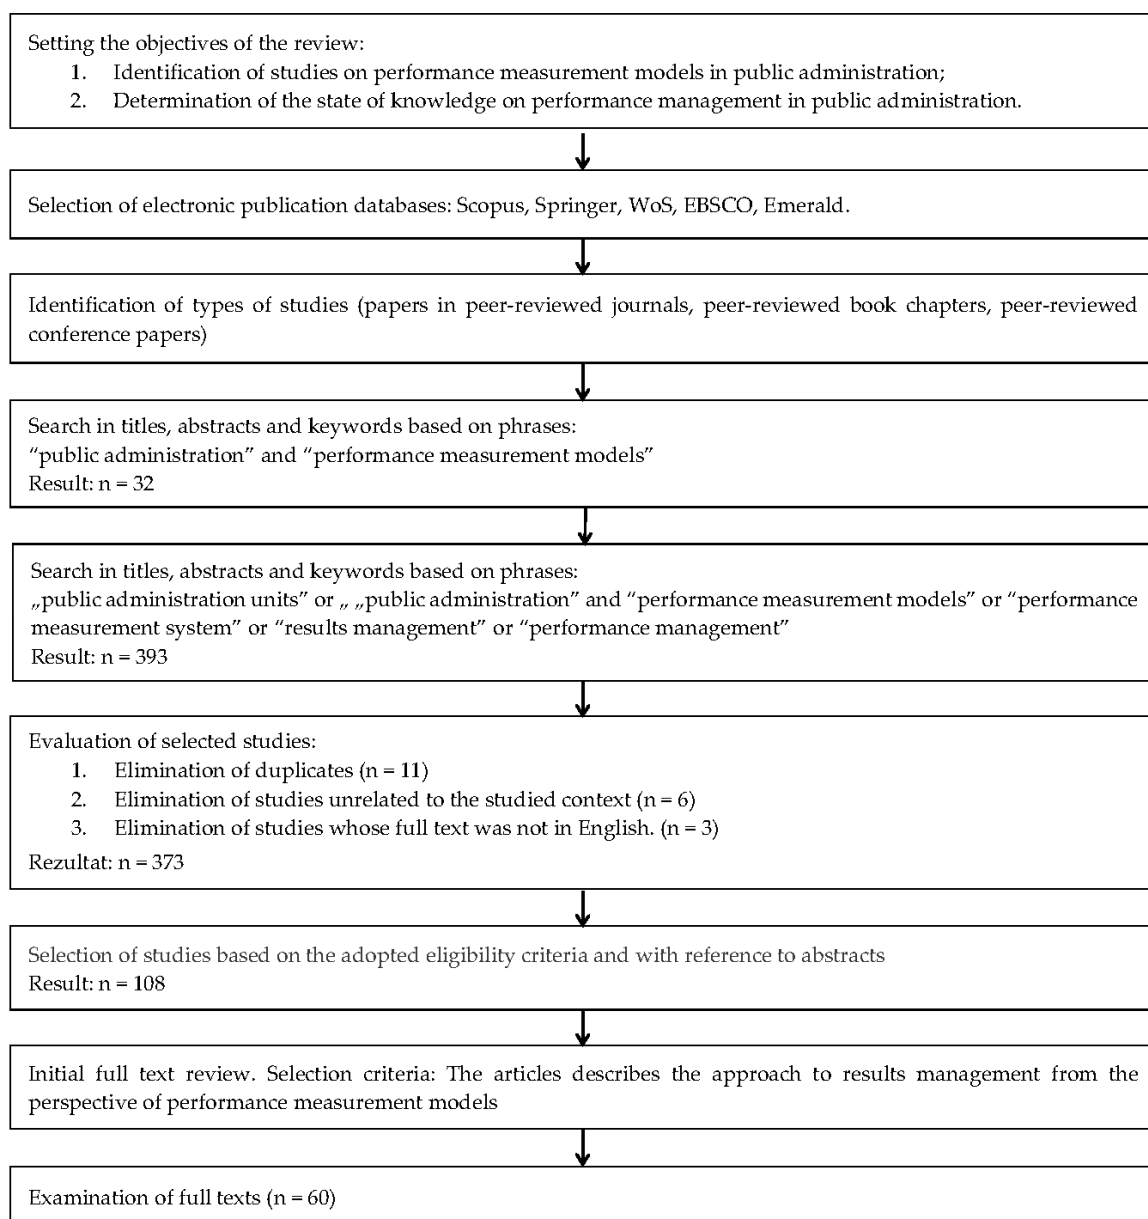 Setting the objectives of the review:
1. Identification of studies on performance measurement models in public administration;
2. Determination of the state of knowledge on performance management in public administration.
Selection of electronic publication databases: Scopus, Springer, WoS, EBSCO, Emerald.
Identification of types of studies (papers in peer-reviewed journals, peer-reviewed book chapters, peer-reviewed
conference papers)
Search in titles, abstracts and keywords based on phrases:
“public administration” and “performance measurement models”
Result: n = 32
Search in titles, abstracts and keywords based on phrases:
„public administration units” or „ „public administration” and “performance measurement models” or “performance
measurement system” or “results management” or “performance management”
Result: n = 393
Evaluation of selected studies:
1. Elimination of duplicates (n = 11)
2. Elimination of studies unrelated to the studied context (n = 6)
3. Elimination of studies whose full text was not in English. (n = 3)
Rezultat: n = 373
Selection of studies based on the adopted eligibility criteria and with reference to abstracts
Result: n = 108
Initial full text review. Selection criteria: The articles describes the approach to results management from the
perspective of performance measurement models
Examination of full texts (n = 60)